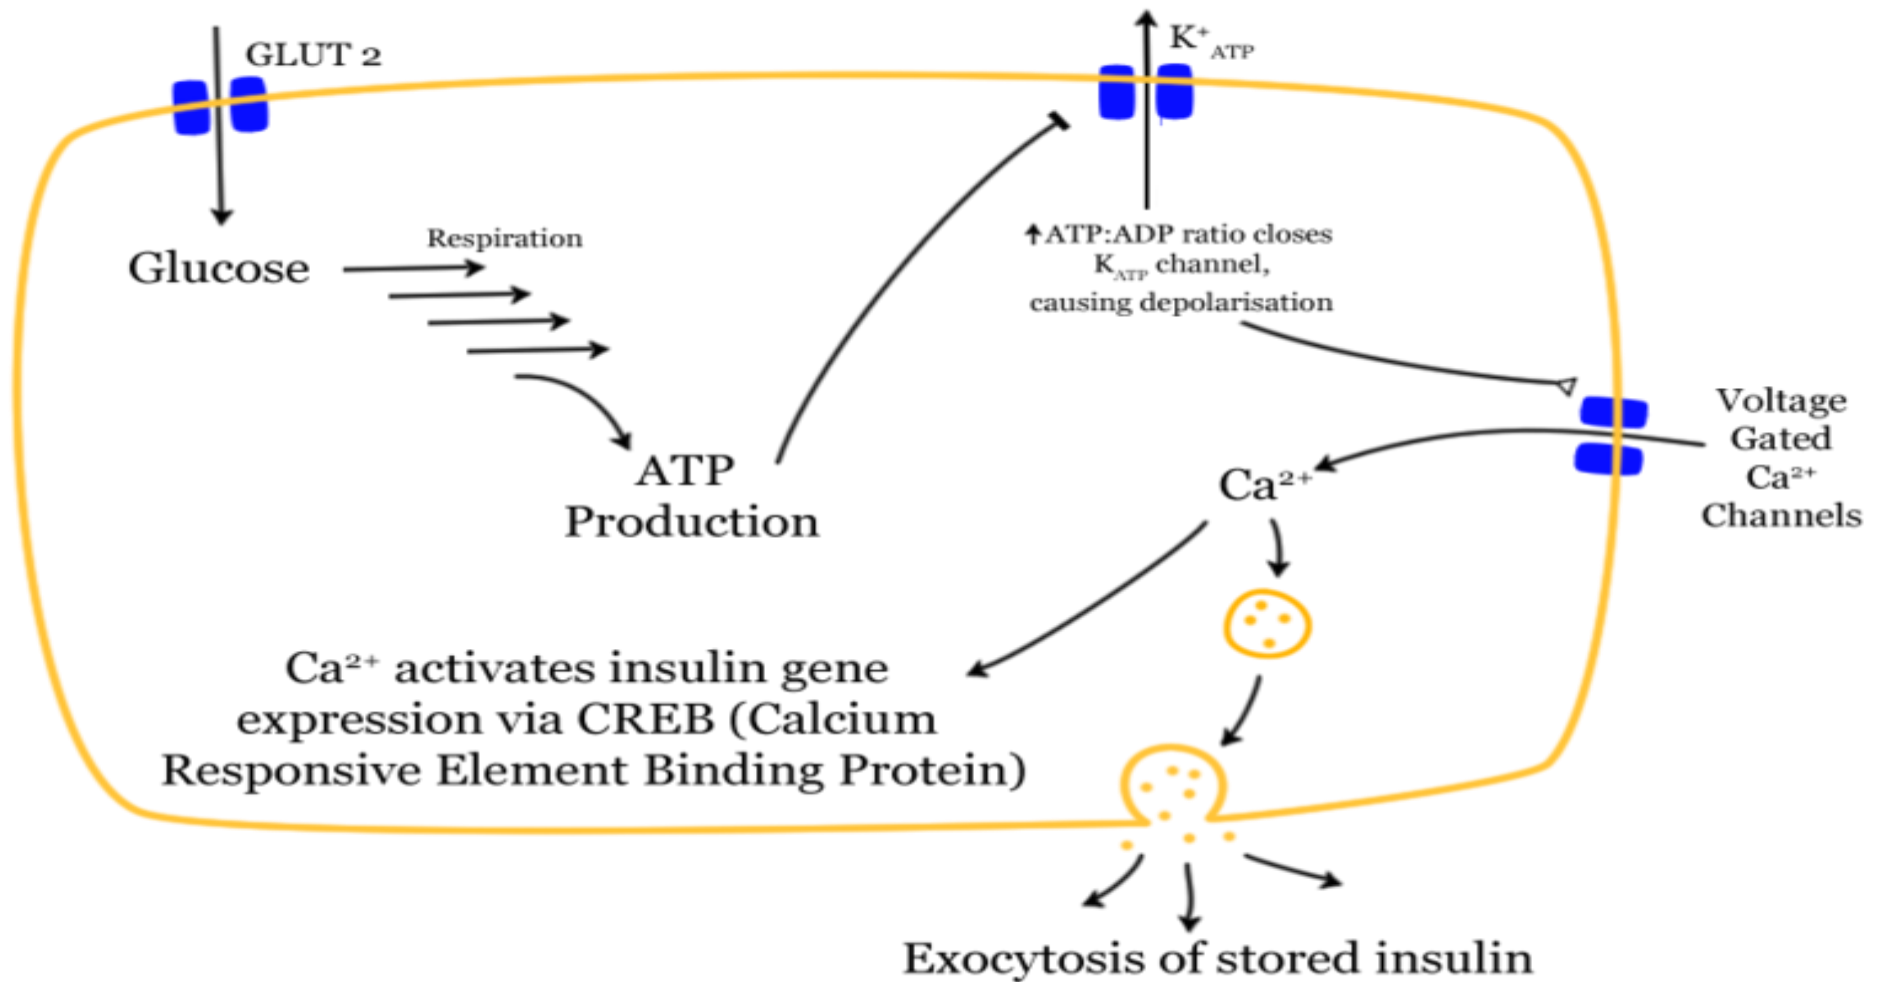 GLUT 2
K⁺ATP
Respiration
Glucose
↑ATP:ADP ratio closes
KATP channel,
causing depolarisation
ATP
Production
Voltage
Gated
Ca²⁺
Channels
Ca²⁺
Ca²⁺ activates insulin gene
expression via CREB (Calcium
Responsive Element Binding Protein)
Exocytosis of stored insulin